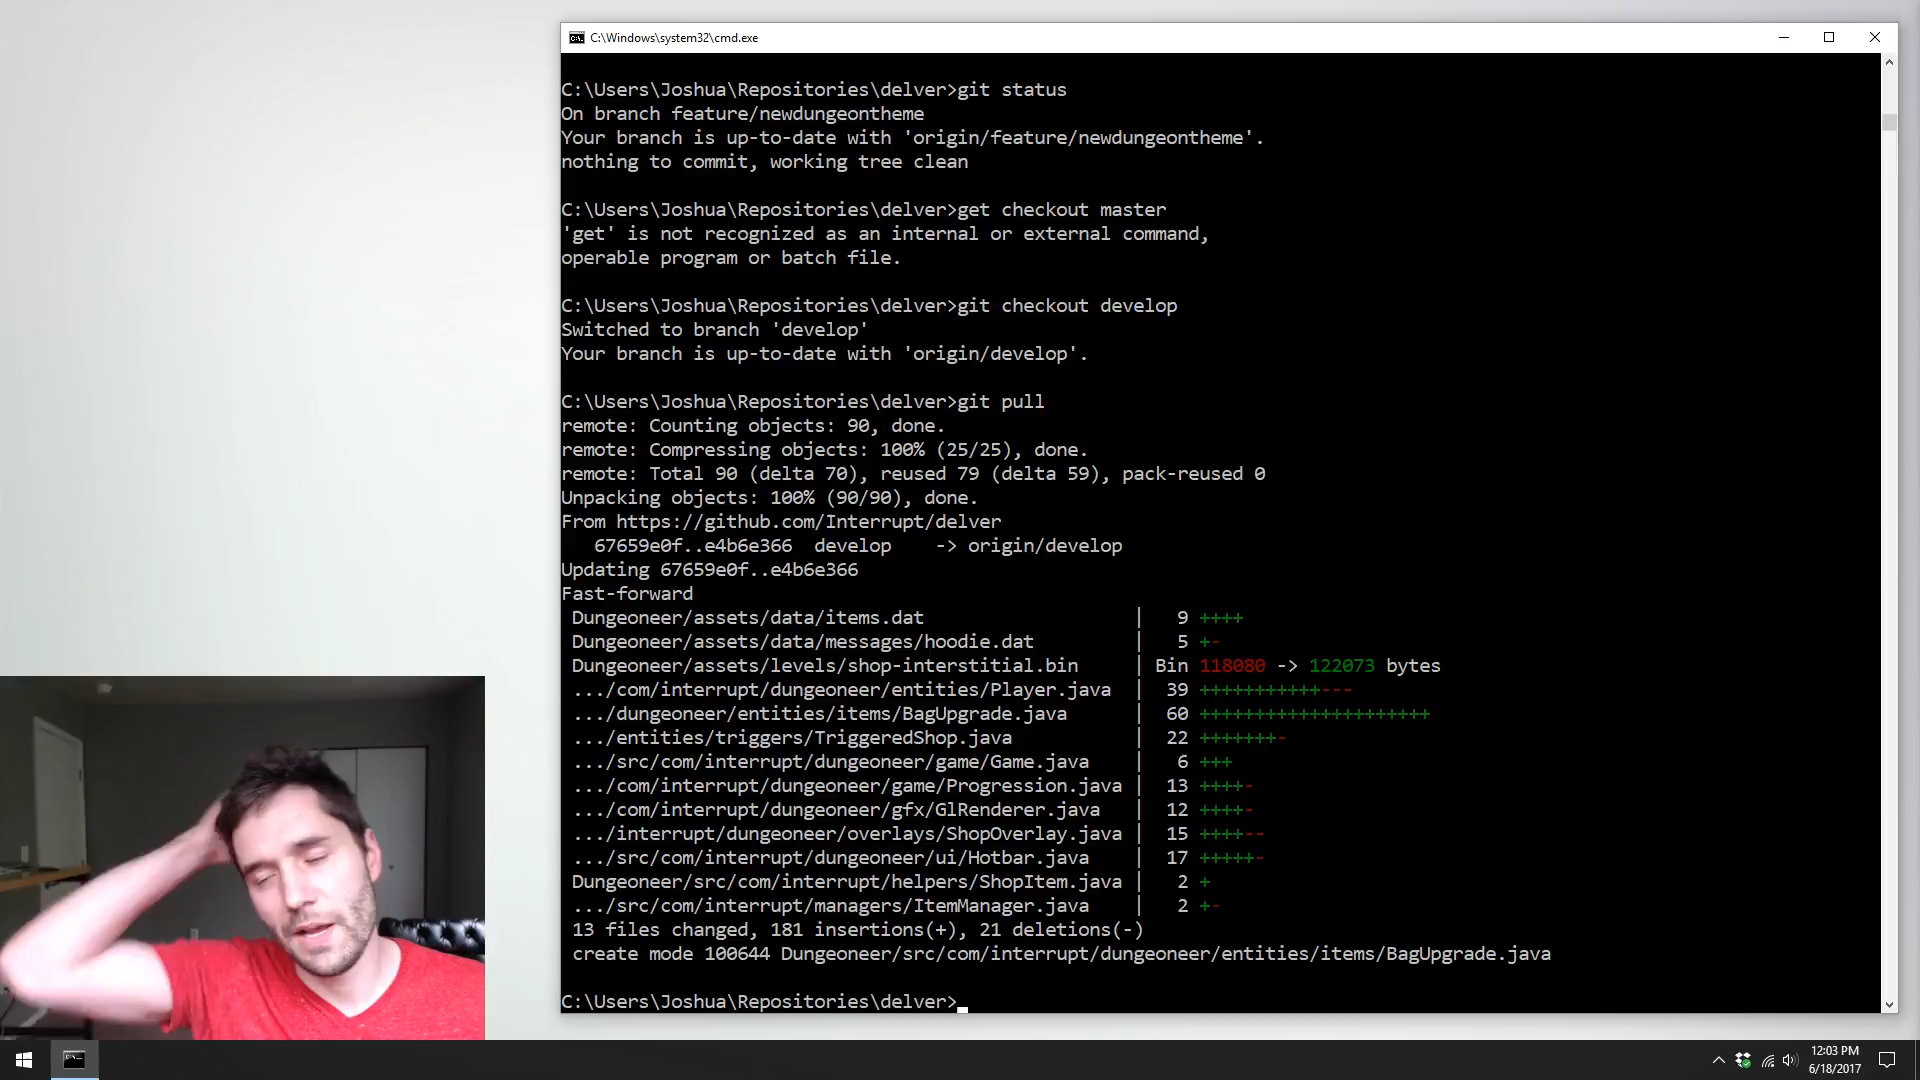 C:\Windows\system32\cmd.exe
C:\Users\Joshua\Repositories\delver>git status
On branch feature/newdungeontheme
Your branch is up-to-date with 'origin/feature/newdungeontheme'.
nothing to commit, working tree clean
C:\Users\Joshua\Repositories\delver>get checkout master
'get' is not recognized as an internal or external command,
operable program or batch file.
C:\Users\Joshua\Repositories\delver>git checkout develop
Switched to branch 'develop'
Your branch is up-to-date with 'origin/develop'.
C:\Users\Joshua\Repositories\delver>git pull
remote: Counting objects: 90, done.
remote: Compressing objects: 100% (25/25), done.
remote: Total 90 (delta 70), reused 79 (delta 59), pack-reused 0
Unpacking objects: 100% (90/90), done.
From https://github.com/Interrupt/delver
   67659e0f..e4b6e366  develop    -> origin/develop
Updating 67659e0f..e4b6e366
Fast-forward
 Dungeoneer/assets/data/items.dat                   |   9 ++++
 Dungeoneer/assets/data/messages/hoodie.dat         |   5 +-
 Dungeoneer/assets/levels/shop-interstitial.bin     | Bin 118080 -> 122073 bytes
 .../com/interrupt/dungeoneer/entities/Player.java  |  39 +++++++++++---
 .../dungeoneer/entities/items/BagUpgrade.java      |  60 +++++++++++++++++++++
 .../entities/triggers/TriggeredShop.java           |  22 +++++++-
 .../src/com/interrupt/dungeoneer/game/Game.java    |   6 +++
 .../com/interrupt/dungeoneer/game/Progression.java |  13 ++++-
 .../com/interrupt/dungeoneer/gfx/GlRenderer.java   |  12 ++++-
 .../interrupt/dungeoneer/overlays/ShopOverlay.java |  15 ++++--
 .../src/com/interrupt/dungeoneer/ui/Hotbar.java    |  17 +++++-
 Dungeoneer/src/com/interrupt/helpers/ShopItem.java |   2 +
 .../src/com/interrupt/managers/ItemManager.java    |   2 +-
 13 files changed, 181 insertions(+), 21 deletions(-)
 create mode 100644 Dungeoneer/src/com/interrupt/dungeoneer/entities/items/BagUpgrade.java
C:\Users\Joshua\Repositories\delver>
12:03 PM
6/18/2017